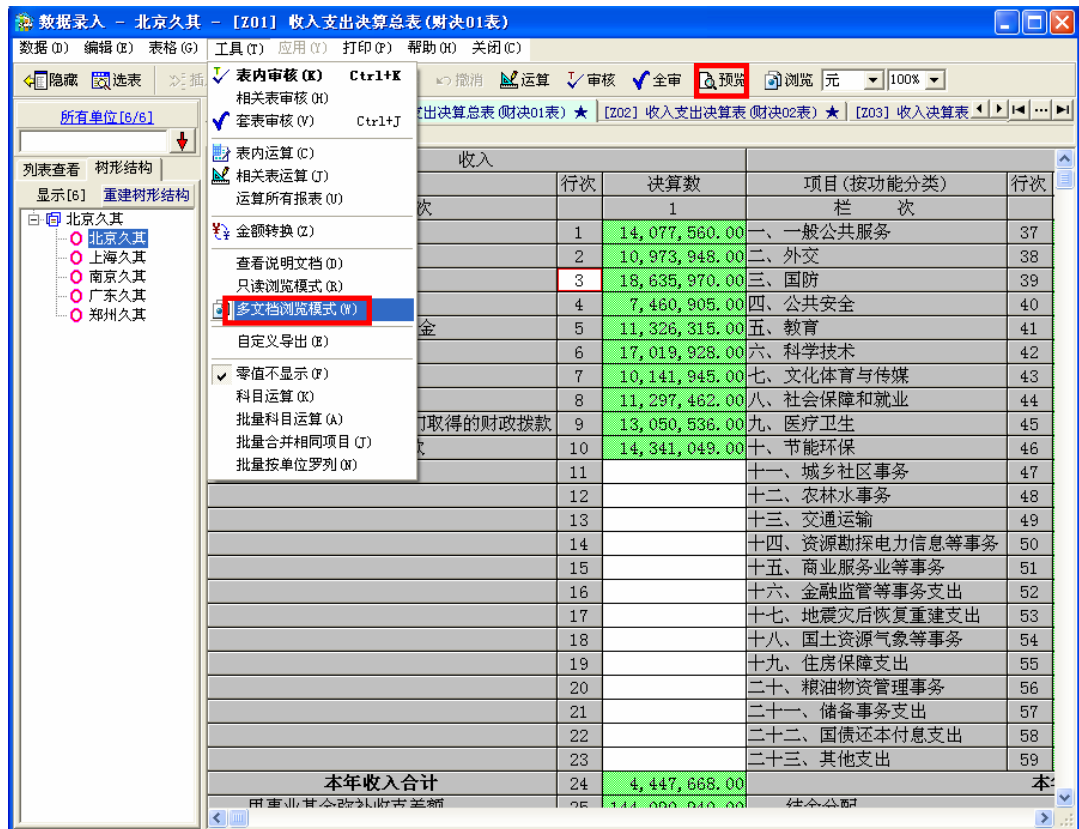 数据录入 - 北京久其 - [Z01] 收入支出决算总表(财决01表)
数据(D) 编辑(E) 表格(G) 工具(T) 应用(Y) 打印(P) 帮助(H) 关闭(C)
隐藏 选表 插 撤消 运算 审核 全审 预览 浏览 元 100%
所有单位[6/6]
列表查看 树形结构
显示[6] 重建树形结构
北京久其
北京久其
上海久其
南京久其
广东久其
郑州久其
表内审核(K) Ctrl+K
相关表审核(H)
套表审核(V) Ctrl+J
表内运算(C)
相关表运算(J)
运算所有报表(U)
金额转换(Z)
查看说明文档(D)
只读浏览模式(R)
多文档浏览模式(W)
自定义导出(E)
零值不显示(F)
科目运算(K)
批量科目运算(A)
批量合并相同项目(J)
批量按单位罗列(N)
支出决算总表(财决01表) ★ [Z02] 收入支出决算表(财决02表) ★ [Z03] 收入决算表
收入
行次 决算数 项目(按功能分类) 行次
次 1 栏 次
1 14,077,560.00 一、一般公共服务 37
2 10,973,948.00 二、外交 38
3 18,635,970.00 三、国防 39
4 7,460,905.00 四、公共安全 40
金 5 11,326,315.00 五、教育 41
6 17,019,928.00 六、科学技术 42
7 10,141,945.00 七、文化体育与传媒 43
8 11,297,462.00 八、社会保障和就业 44
取得的财政拨款 9 13,050,536.00 九、医疗卫生 45
10 14,341,049.00 十、节能环保 46
11 十一、城乡社区事务 47
12 十二、农林水事务 48
13 十三、交通运输 49
14 十四、资源勘探电力信息等事务 50
15 十五、商业服务业等事务 51
16 十六、金融监管等事务支出 52
17 十七、地震灾后恢复重建支出 53
18 十八、国土资源气象等事务 54
19 十九、住房保障支出 55
20 二十、粮油物资管理事务 56
21 二十一、储备事务支出 57
22 二十二、国债还本付息支出 58
23 二十三、其他支出 59
本年收入合计 24 4,447,668.00 本